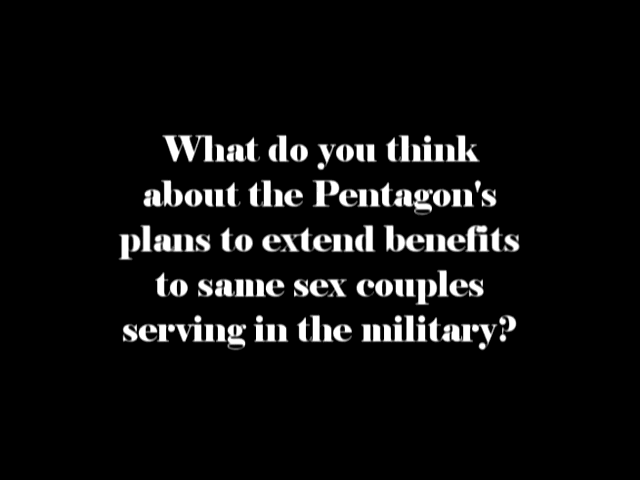 What do you think
about the Pentagon's
plans to extend benefits
to same sex couples
serving in the military?